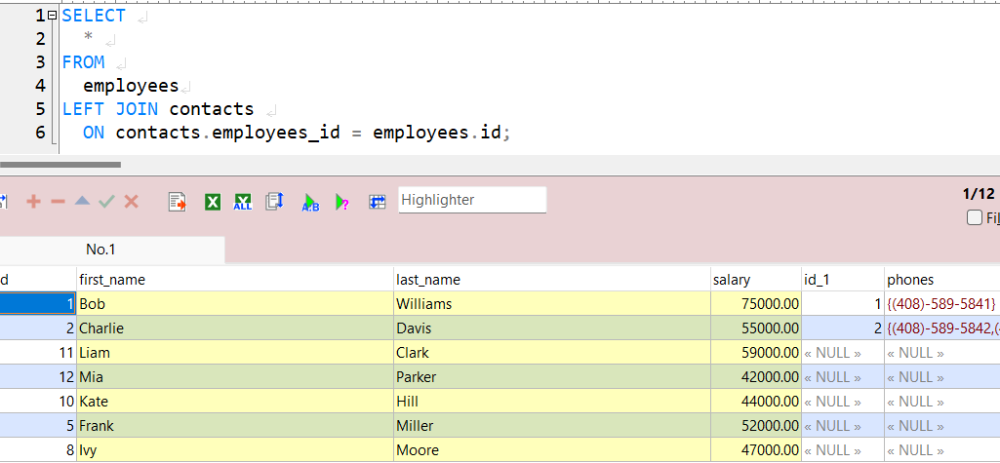 1 SELECT
2 *
3 FROM
4 employees
5 LEFT JOIN contacts
6 ON contacts.employees_id = employees.id;
ALL A.B ? Highlighter 1/12
Fil
No.1
d first_name last_name salary id_1 phones
1 Bob Williams 75000.00 1 {(408)-589-5841}
2 Charlie Davis 55000.00 2 {(408)-589-5842,(
11 Liam Clark 59000.00 « NULL » « NULL »
12 Mia Parker 42000.00 « NULL » « NULL »
10 Kate Hill 44000.00 « NULL » « NULL »
5 Frank Miller 52000.00 « NULL » « NULL »
8 Ivy Moore 47000.00 « NULL » « NULL »